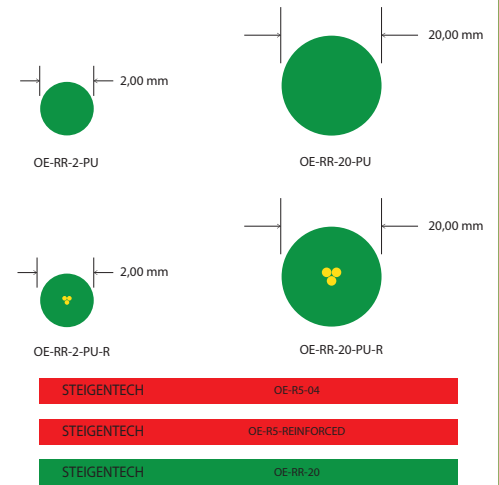 2,00 mm
20,00 mm
OE-RR-2-PU
OE-RR-20-PU
2,00 mm
20,00 mm
OE-RR-2-PU-R
OE-RR-20-PU-R
STEIGENTECH OE-R5-04
STEIGENTECH OE-R5-REINFORCED
STEIGENTECH OE-RR-20